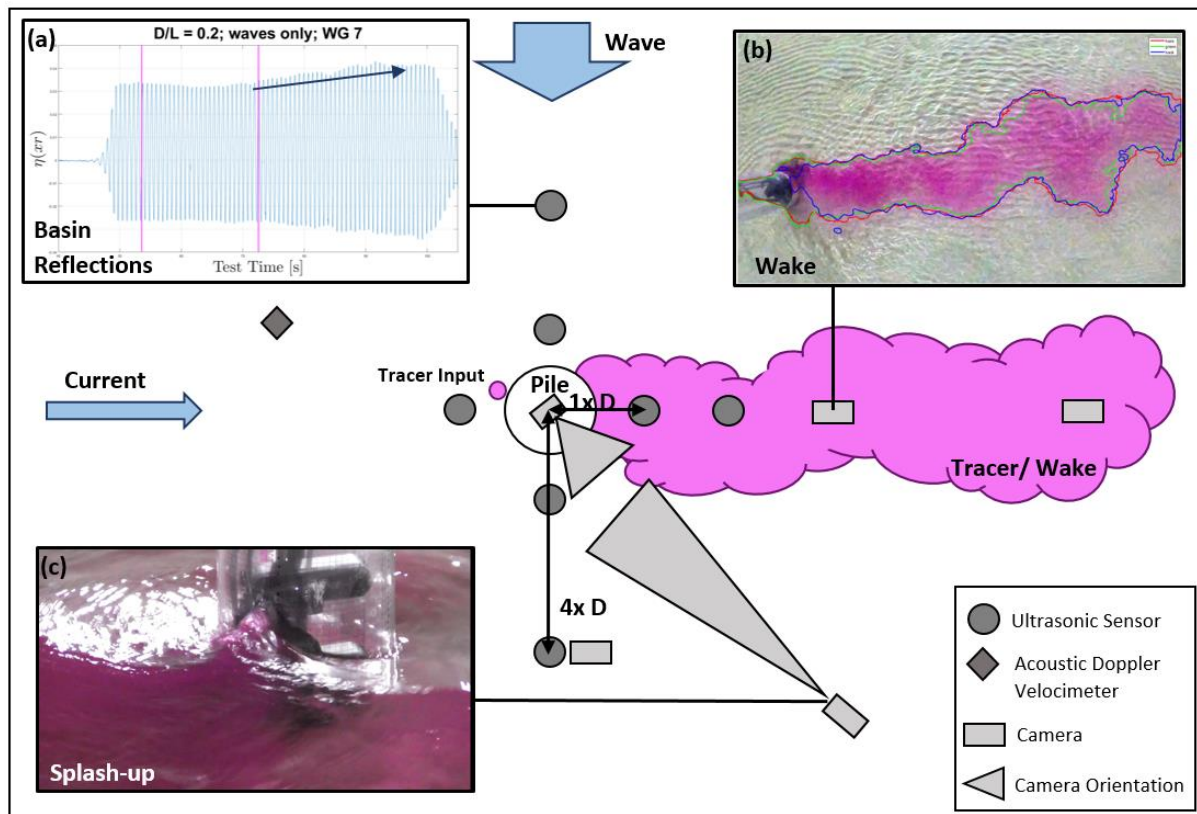 (a)
D/L = 0.2; waves only; WG 7
η(xr)
Test Time [s]
Basin
Reflections
Wave
(b)
Wake
Current
Tracer Input
Pile
1x D
Tracer/ Wake
4x D
(c)
Splash-up
Ultrasonic Sensor
Acoustic Doppler
Velocimeter
Camera
Camera Orientation